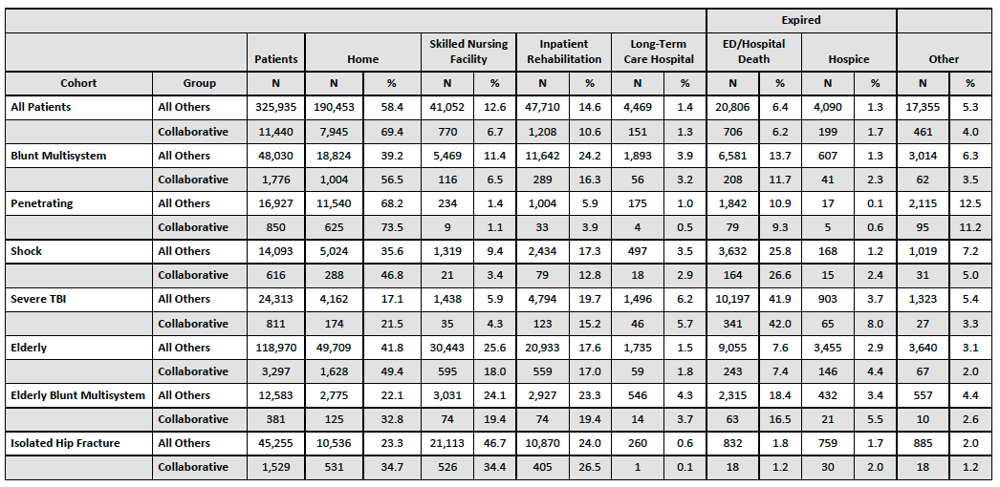 Expired
Patients Home Skilled Nursing Facility Inpatient Rehabilitation Long-Term Care Hospital ED/Hospital Death Hospice Other
Cohort Group N N % N % N % N % N % N % N %
All Patients All Others 325,935 190,453 58.4 41,052 12.6 47,710 14.6 4,469 1.4 20,806 6.4 4,090 1.3 17,355 5.3
Collaborative 11,440 7,945 69.4 770 6.7 1,208 10.6 151 1.3 706 6.2 199 1.7 461 4.0
Blunt Multisystem All Others 48,030 18,824 39.2 5,469 11.4 11,642 24.2 1,893 3.9 6,581 13.7 607 1.3 3,014 6.3
Collaborative 1,776 1,004 56.5 116 6.5 289 16.3 56 3.2 208 11.7 41 2.3 62 3.5
Penetrating All Others 16,927 11,540 68.2 234 1.4 1,004 5.9 175 1.0 1,842 10.9 17 0.1 2,115 12.5
Collaborative 850 625 73.5 9 1.1 33 3.9 4 0.5 79 9.3 5 0.6 95 11.2
Shock All Others 14,093 5,024 35.6 1,319 9.4 2,434 17.3 497 3.5 3,632 25.8 168 1.2 1,019 7.2
Collaborative 616 288 46.8 21 3.4 79 12.8 18 2.9 164 26.6 15 2.4 31 5.0
Severe TBI All Others 24,313 4,162 17.1 1,438 5.9 4,794 19.7 1,496 6.2 10,197 41.9 903 3.7 1,323 5.4
Collaborative 811 174 21.5 35 4.3 123 15.2 46 5.7 341 42.0 65 8.0 27 3.3
Elderly All Others 118,970 49,709 41.8 30,443 25.6 20,933 17.6 1,735 1.5 9,055 7.6 3,455 2.9 3,640 3.1
Collaborative 3,297 1,628 49.4 595 18.0 559 17.0 59 1.8 243 7.4 146 4.4 67 2.0
Elderly Blunt Multisystem All Others 12,583 2,775 22.1 3,031 24.1 2,927 23.3 546 4.3 2,315 18.4 432 3.4 557 4.4
Collaborative 381 125 32.8 74 19.4 74 19.4 14 3.7 63 16.5 21 5.5 10 2.6
Isolated Hip Fracture All Others 45,255 10,536 23.3 21,113 46.7 10,870 24.0 260 0.6 832 1.8 759 1.7 885 2.0
Collaborative 1,529 531 34.7 526 34.4 405 26.5 1 0.1 18 1.2 30 2.0 18 1.2